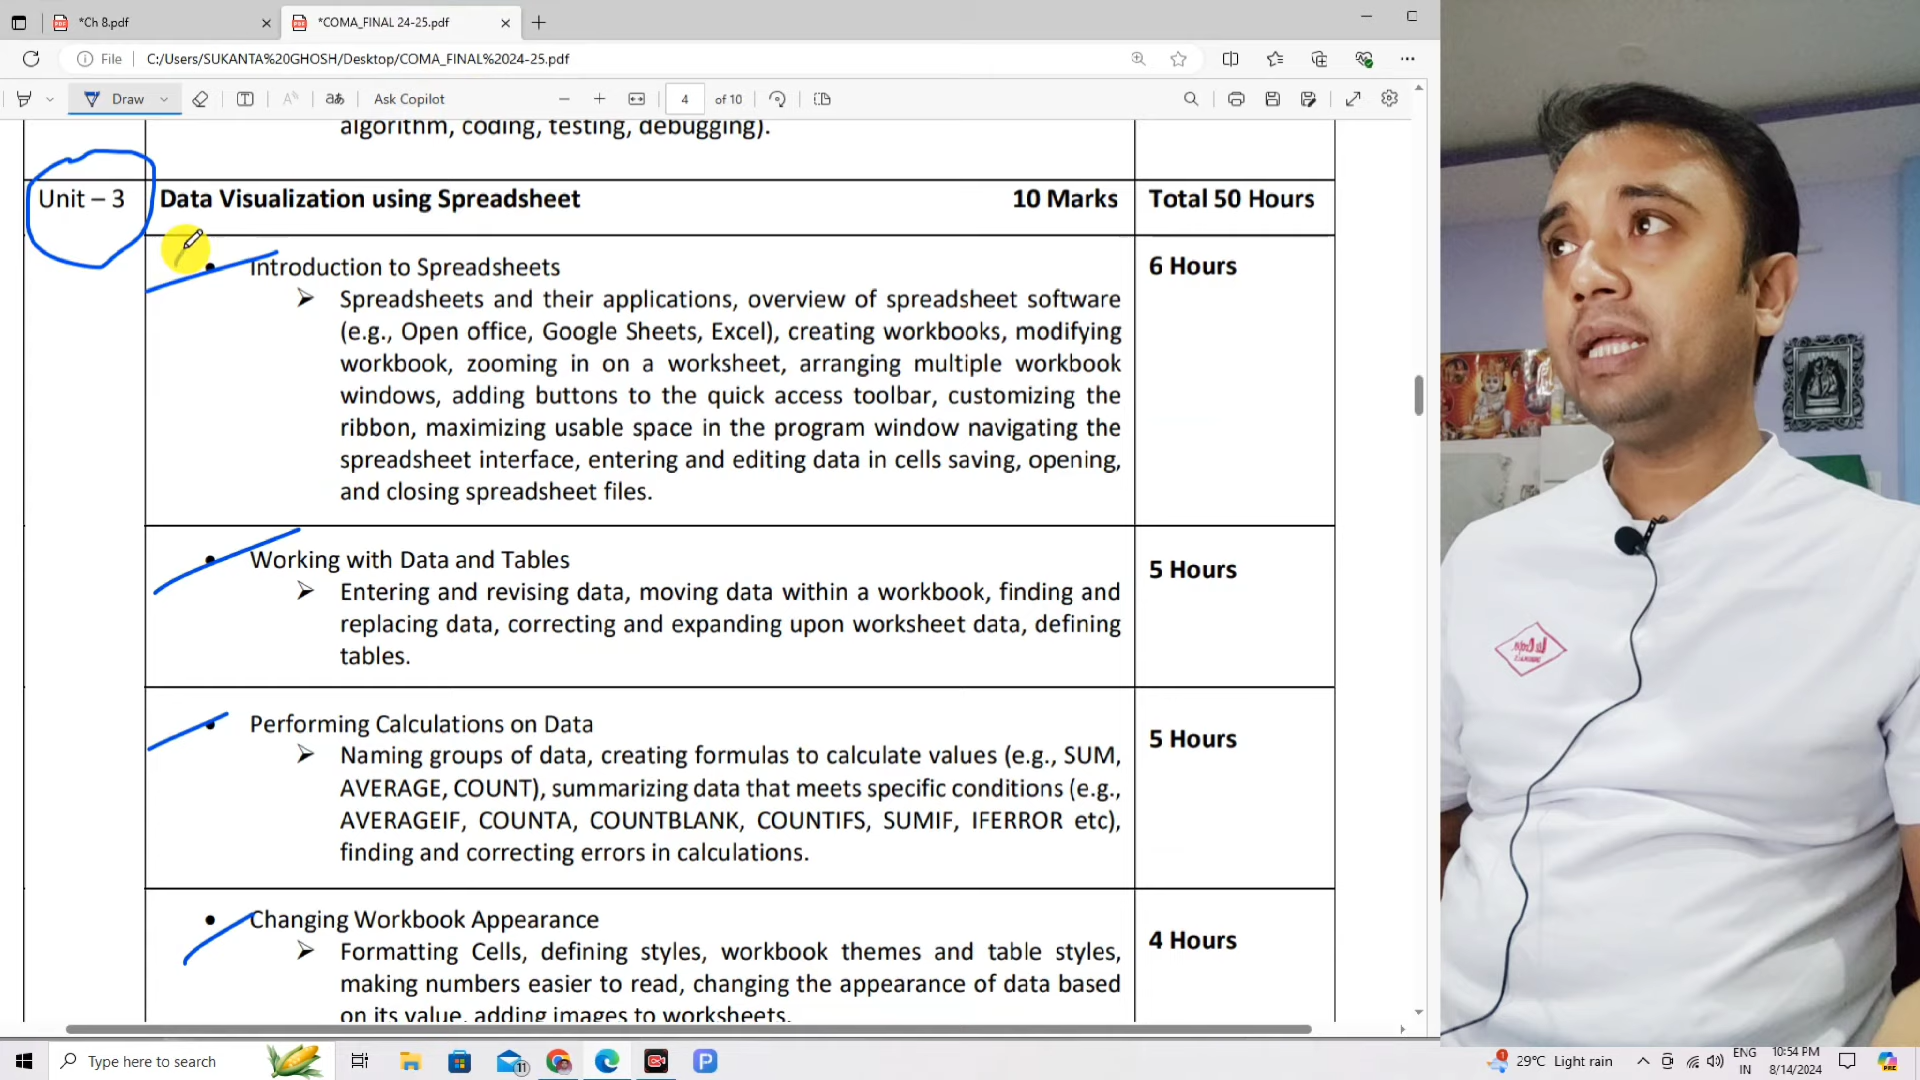 *Ch 8.pdf
*COMA_FINAL 24-25.pdf
File
C:/Users/SUKANTA%20GHOSH/Desktop/COMA_FINAL%2024-25.pdf
Draw
Ask Copilot
4
of 10
algorithm, coding, testing, debugging).
Unit – 3
Data Visualization using Spreadsheet
10 Marks
Total 50 Hours
• Introduction to Spreadsheets
6 Hours
➢ Spreadsheets and their applications, overview of spreadsheet software
(e.g., Open office, Google Sheets, Excel), creating workbooks, modifying
workbook, zooming in on a worksheet, arranging multiple workbook
windows, adding buttons to the quick access toolbar, customizing the
ribbon, maximizing usable space in the program window navigating the
spreadsheet interface, entering and editing data in cells saving, opening,
and closing spreadsheet files.
• Working with Data and Tables
5 Hours
➢ Entering and revising data, moving data within a workbook, finding and
replacing data, correcting and expanding upon worksheet data, defining
tables.
• Performing Calculations on Data
5 Hours
➢ Naming groups of data, creating formulas to calculate values (e.g., SUM,
AVERAGE, COUNT), summarizing data that meets specific conditions (e.g.,
AVERAGEIF, COUNTA, COUNTBLANK, COUNTIFS, SUMIF, IFERROR etc),
finding and correcting errors in calculations.
• Changing Workbook Appearance
4 Hours
➢ Formatting Cells, defining styles, workbook themes and table styles,
making numbers easier to read, changing the appearance of data based
on its value, adding images to worksheets.
Type here to search
11
1
29°C Light rain
ENG
IN
10:54 PM
8/14/2024